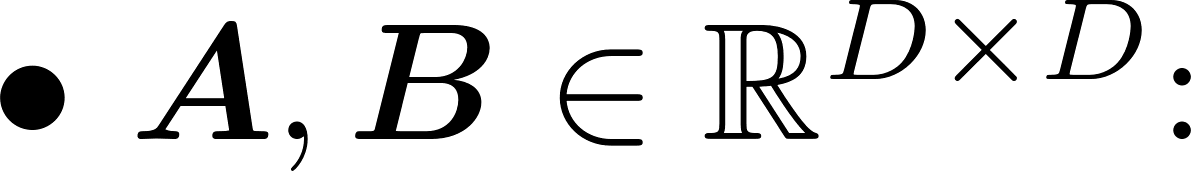 • A, B ∈ ℝ^{D×D}: